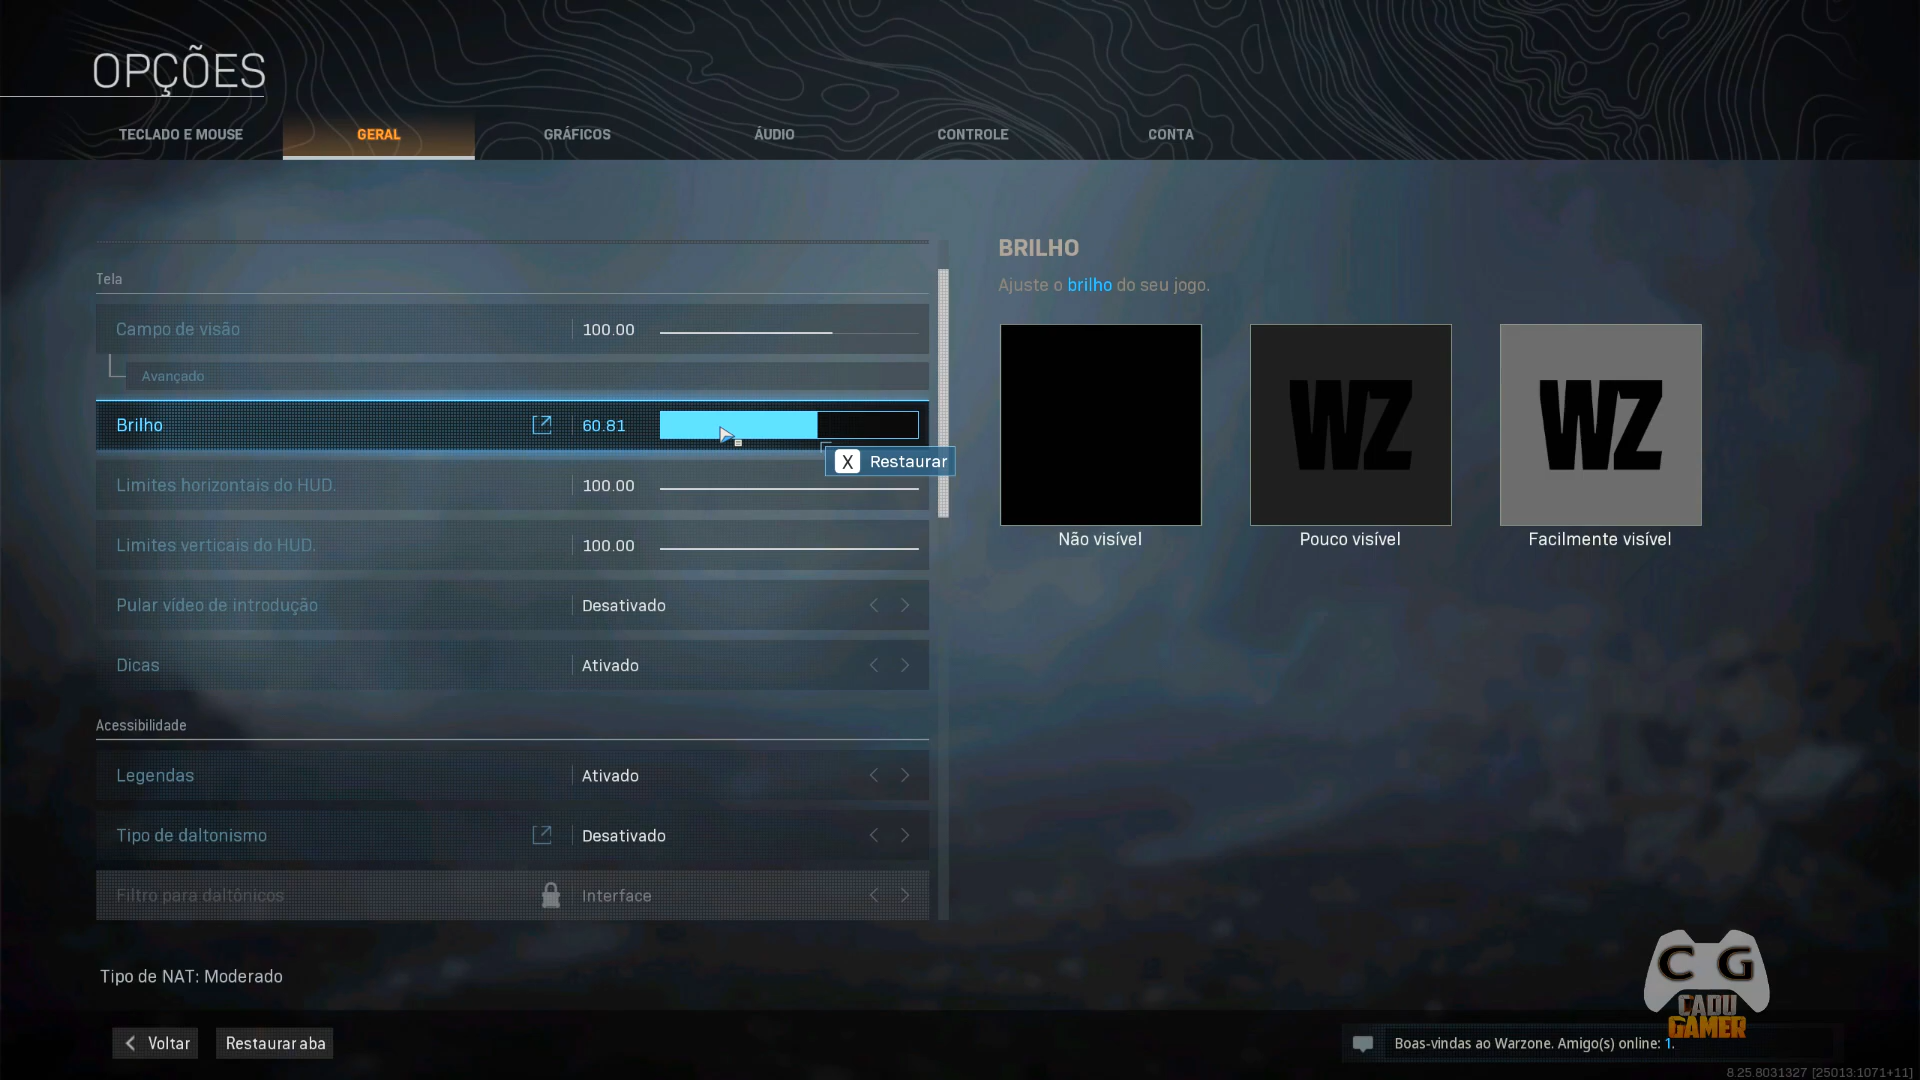 OPÇÕES
TECLADO E MOUSE
GERAL
GRÁFICOS
ÁUDIO
CONTROLE
CONTA
Tela
Campo de visão 100.00
Avançado
Brilho 60.81
X Restaurar
Limites horizontais do HUD. 100.00
Limites verticais do HUD. 100.00
Pular vídeo de introdução Desativado
Dicas Ativado
Acessibilidade
Legendas Ativado
Tipo de daltonismo Desativado
Filtro para daltônicos Interface
BRILHO
Ajuste o brilho do seu jogo.
WZ
WZ
Não visível
Pouco visível
Facilmente visível
Tipo de NAT: Moderado
Voltar
Restaurar aba
C G
CADU
GAMER
Boas-vindas ao Warzone. Amigo(s) online: 1.
8.25.8031327 [25013:1071+11]